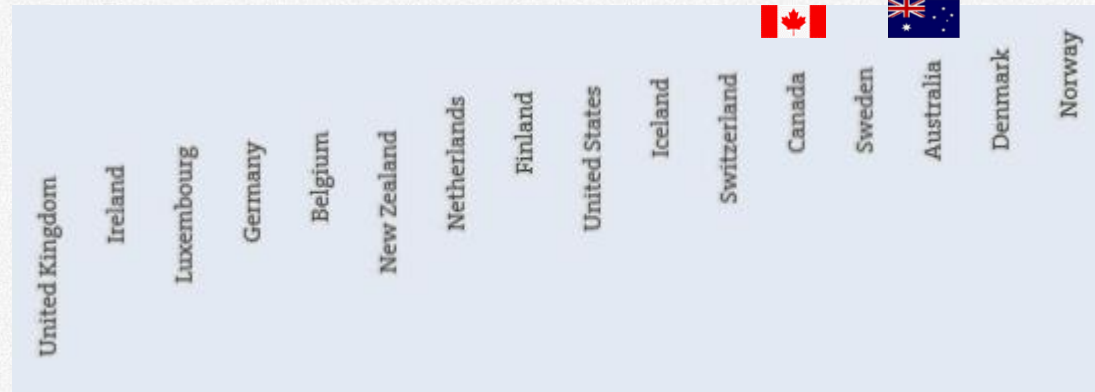 United Kingdom
Ireland
Luxembourg
Germany
Belgium
New Zealand
Netherlands
Finland
United States
Iceland
Switzerland
Canada
Sweden
Australia
Denmark
Norway